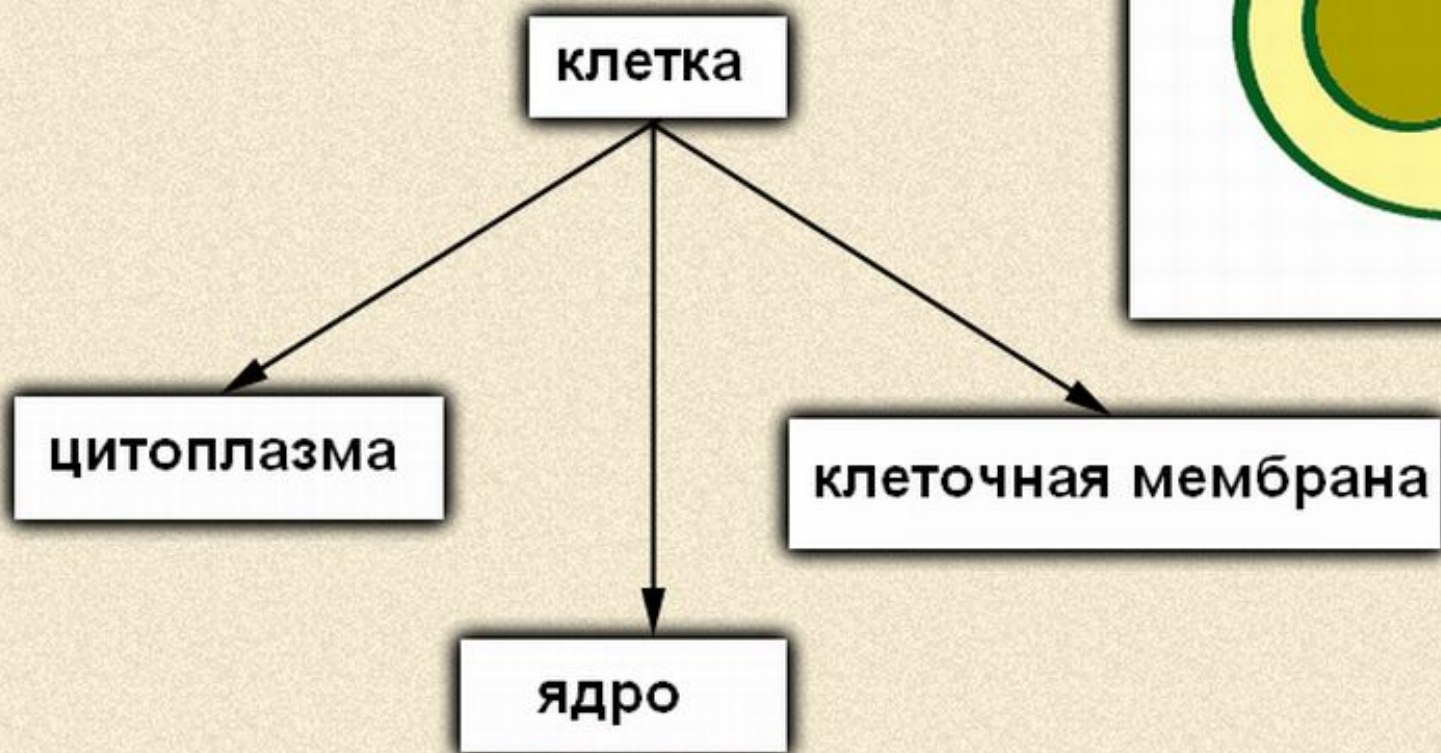 клетка
цитоплазма
клеточная мембрана
ядро